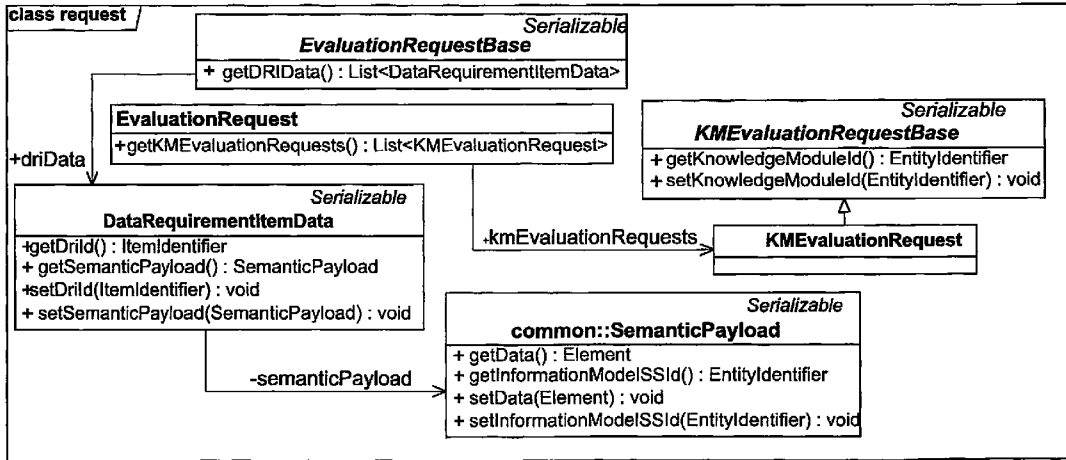 class request
Serializable
EvaluationRequestBase
+ getDRIData() : List<DataRequirementItemData>
EvaluationRequest
+getKMEvaluationRequests() : List<KMEvaluationRequest>
Serializable
KMEvaluationRequestBase
+ getKnowledgeModuleId() : EntityIdentifier
+ setKnowledgeModuleId(EntityIdentifier) : void
+driData
Serializable
DataRequirementItemData
+getDriId() : ItemIdentifier
+ getSemanticPayload() : SemanticPayload
+setDriId(ItemIdentifier) : void
+ setSemanticPayload(SemanticPayload) : void
+kmEvaluationRequests
KMEvaluationRequest
Serializable
common::SemanticPayload
+ getData() : Element
+ getInformationModelSSId() : EntityIdentifier
+ setData(Element) : void
+ setInformationModelSSId(EntityIdentifier) : void
-semanticPayload